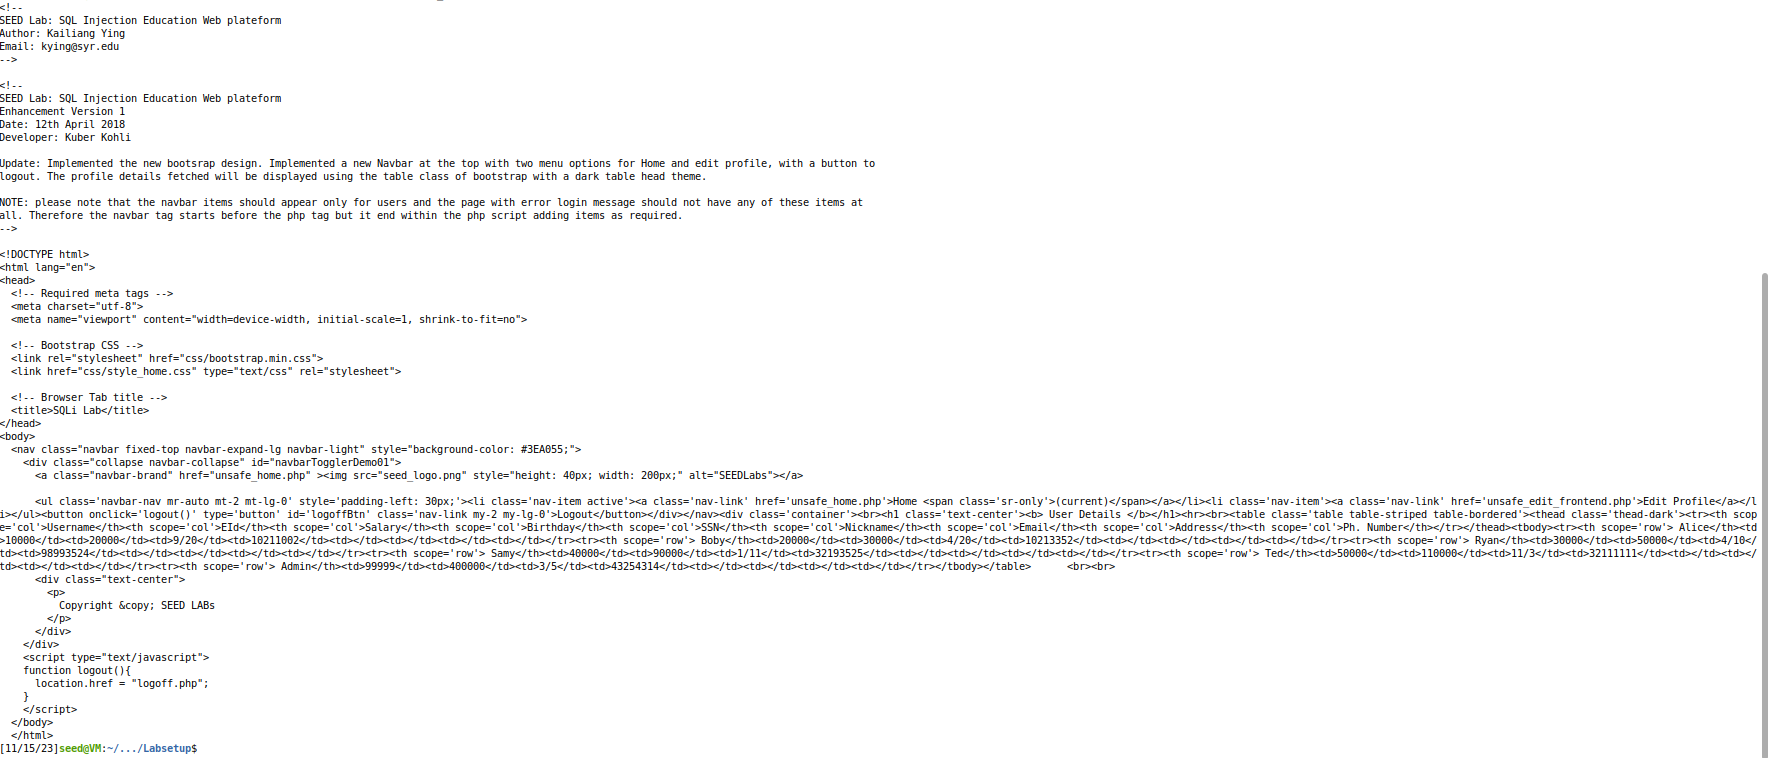 <!--
SEED Lab: SQL Injection Education Web plateform
Author: Kailiang Ying
Email: kying@syr.edu
-->

<!--
SEED Lab: SQL Injection Education Web plateform
Enhancement Version 1
Date: 12th April 2018
Developer: Kuber Kohli

Update: Implemented the new bootsrap design. Implemented a new Navbar at the top with two menu options for Home and edit profile, with a button to
logout. The profile details fetched will be displayed using the table class of bootstrap with a dark table head theme.

NOTE: please note that the navbar items should appear only for users and the page with error login message should not have any of these items at
all. Therefore the navbar tag starts before the php tag but it end within the php script adding items as required.
-->

<!DOCTYPE html>
<html lang="en">
<head>
  <!-- Required meta tags -->
  <meta charset="utf-8">
  <meta name="viewport" content="width=device-width, initial-scale=1, shrink-to-fit=no">

  <!-- Bootstrap CSS -->
  <link rel="stylesheet" href="css/bootstrap.min.css">
  <link href="css/style_home.css" type="text/css" rel="stylesheet">

  <!-- Browser Tab title -->
  <title>SQLi Lab</title>
</head>
<body>
  <nav class="navbar fixed-top navbar-expand-lg navbar-light" style="background-color: #3EA055;">
    <div class="collapse navbar-collapse" id="navbarTogglerDemo01">
      <a class="navbar-brand" href="unsafe_home.php" ><img src="seed_logo.png" style="height: 40px; width: 200px;" alt="SEEDLabs"></a>

      <ul class='navbar-nav mr-auto mt-2 mt-lg-0' style='padding-left: 30px;'><li class='nav-item active'><a class='nav-link' href='unsafe_home.php'>Home <span class='sr-only'>(current)</span></a></li><li class='nav-item'><a class='nav-link' href='unsafe_edit_frontend.php'>Edit Profile</a></l
i></ul><button onclick='logout()' type='button' id='logoffBtn' class='nav-link my-2 my-lg-0'>Logout</button></div></nav><div class='container'><br><h1 class='text-center'><b> User Details </b></h1><hr><br><table class='table table-striped table-bordered'><thead class='thead-dark'><tr><th scop
e='col'>Username</th><th scope='col'>EId</th><th scope='col'>Salary</th><th scope='col'>Birthday</th><th scope='col'>SSN</th><th scope='col'>Nickname</th><th scope='col'>Email</th><th scope='col'>Address</th><th scope='col'>Ph. Number</th></tr></thead><tbody><tr><th scope='row'> Alice</th><td
>10000</td><td>20000</td><td>9/20</td><td>10211002</td><td></td><td></td><td></td><td></td></tr><tr><th scope='row'> Boby</th><td>20000</td><td>30000</td><td>4/20</td><td>10213352</td><td></td><td></td><td></td><td></td></tr><tr><th scope='row'> Ryan</th><td>30000</td><td>50000</td><td>4/10</
td><td>98993524</td><td></td><td></td><td></td><td></td></tr><tr><th scope='row'> Samy</th><td>40000</td><td>90000</td><td>1/11</td><td>32193525</td><td></td><td></td><td></td><td></td></tr><tr><th scope='row'> Ted</th><td>50000</td><td>110000</td><td>11/3</td><td>32111111</td><td></td><td></
td><td></td><td></td></tr><tr><th scope='row'> Admin</th><td>99999</td><td>400000</td><td>3/5</td><td>43254314</td><td></td><td></td><td></td><td></td></tr></tbody></table>      <br><br>
      <div class="text-center">
        <p>
          Copyright &copy; SEED LABs
        </p>
      </div>
    </div>
    <script type="text/javascript">
    function logout(){
      location.href = "logoff.php";
    }
    </script>
  </body>
  </html>
[11/15/23]seed@VM:~/.../Labsetup$